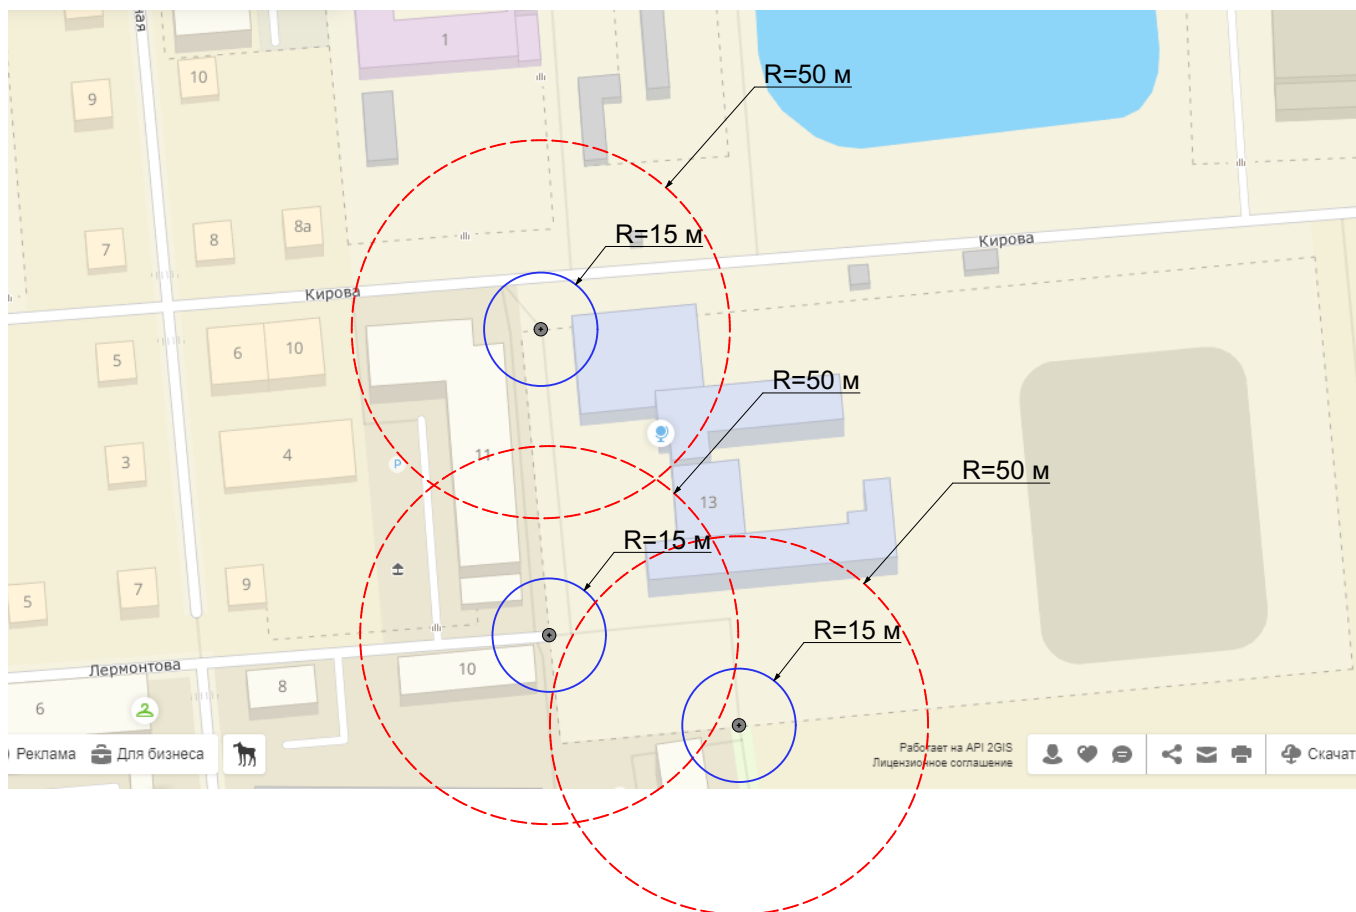 ная
1
10
9
R=50 м
8а
R=15 м
8
7
Кирова
Кирова
6
10
5
R=50 м
4
11
P
3
R=50 м
13
R=15 м
9
7
5
R=15 м
Лермонтова
10
8
6
Реклама
Для бизнеса
Работает на API 2GIS
Лицензионное соглашение
Скачат